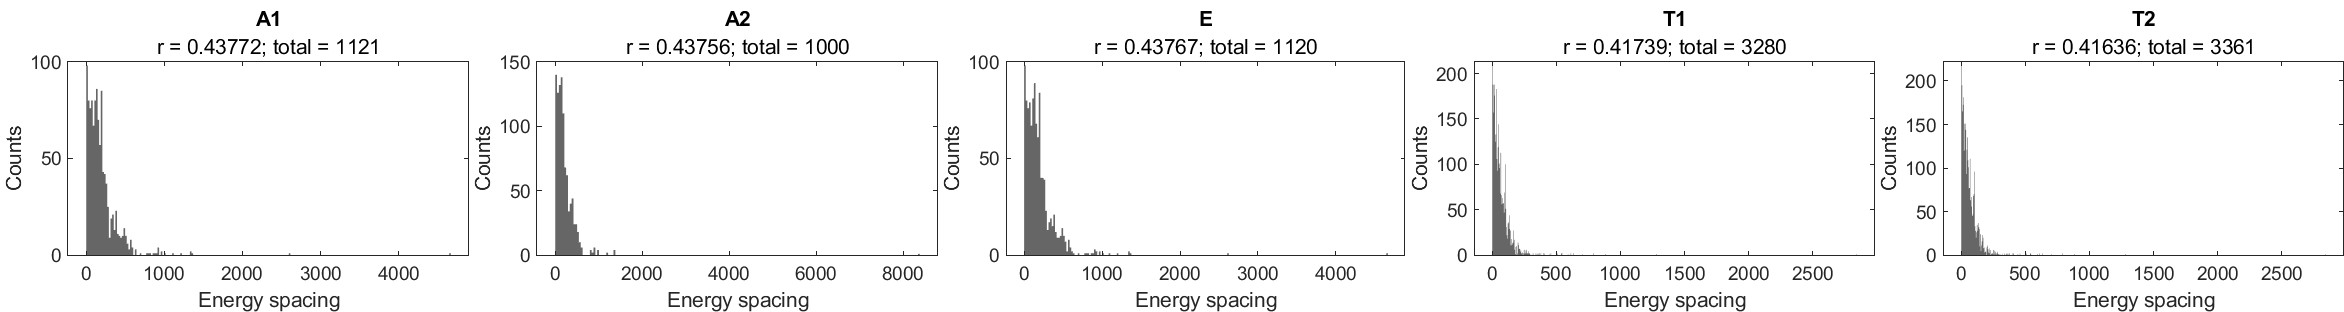 A1
r = 0.43772; total = 1121
100
50
0
Counts
0 1000 2000 3000 4000
Energy spacing
A2
r = 0.43756; total = 1000
150
100
50
0
Counts
0 2000 4000 6000 8000
Energy spacing
E
r = 0.43767; total = 1120
100
50
0
Counts
0 1000 2000 3000 4000
Energy spacing
T1
r = 0.41739; total = 3280
200
150
100
50
0
Counts
0 500 1000 1500 2000 2500
Energy spacing
T2
r = 0.41636; total = 3361
200
150
100
50
0
Counts
0 500 1000 1500 2000 2500
Energy spacing